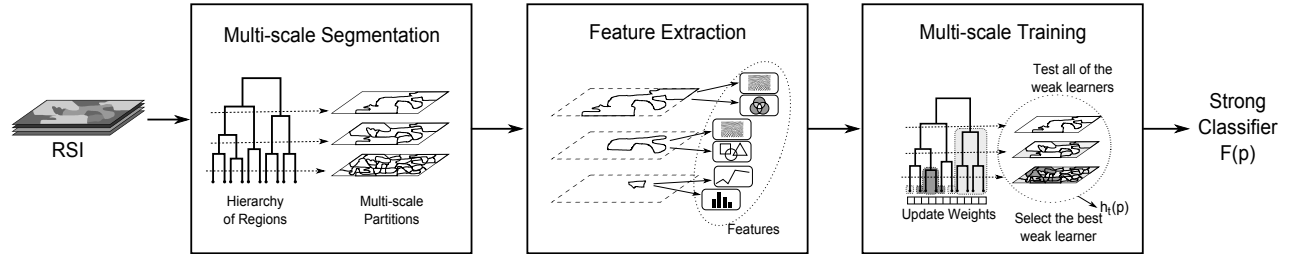 RSI
Multi-scale Segmentation
Hierarchy
of Regions
Multi-scale
Partitions
Feature Extraction
Features
Multi-scale Training
Test all of the
weak learners
Update Weights
hₜ(p)
Select the best
weak learner
Strong
Classifier
F(p)